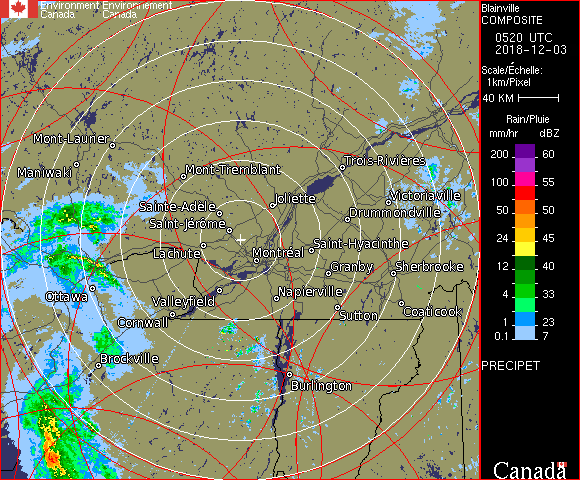 Environment Environnement
Canada Canada
Blainville
COMPOSITE
0520 UTC
2018-12-03
Scale/Échelle:
1km/Pixel
40 KM
Rain/Pluie
mm/hr dBZ
200 60
100 55
50 50
24 45
12 40
4 33
1 23
0.1 7
PRECIPET
Canada
Mont-Laurier
Maniwaki
Mont-Tremblant
Trois-Rivières
Sainte-Adèle
Joliette
Victoriaville
Saint-Jérôme
Drummondville
Lachute
Montréal
Saint-Hyacinthe
Granby
Sherbrooke
Ottawa
Valleyfield
Napierville
Cornwall
Sutton
Coaticook
Brockville
Burlington